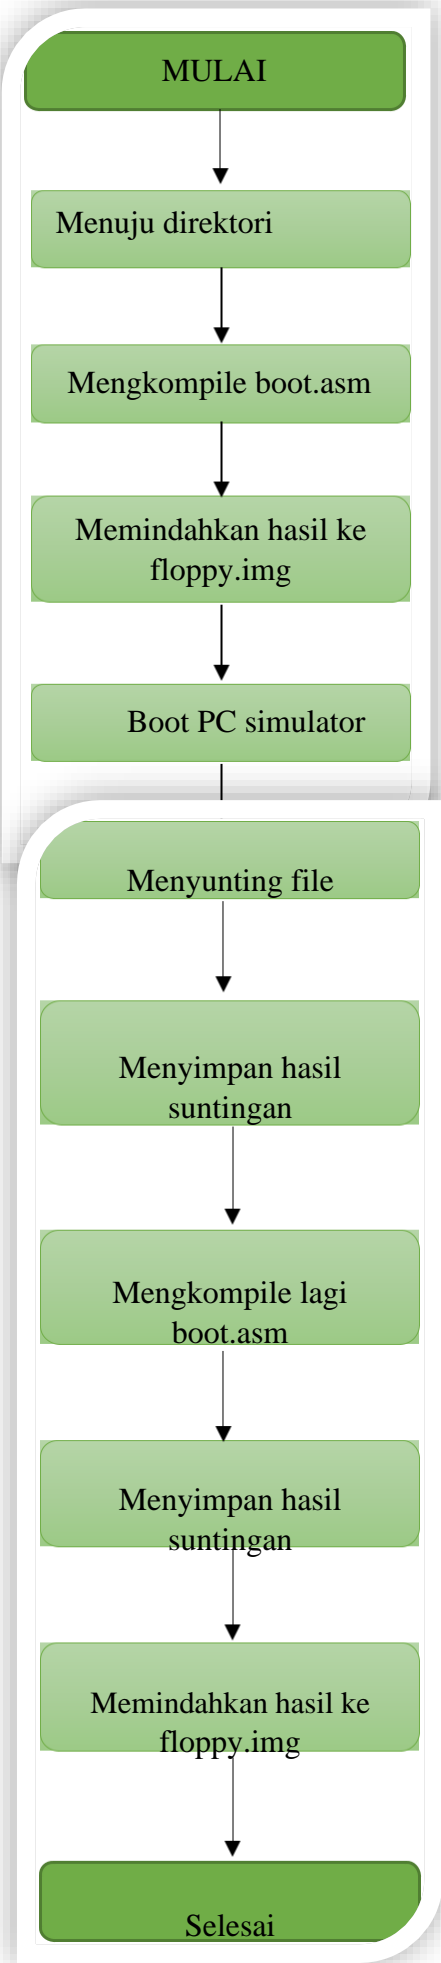 MULAI
Menuju direktori
Mengkompile boot.asm
Memindahkan hasil ke
floppy.img
Boot PC simulator
Menyunting file
Menyimpan hasil
suntingan
Mengkompile lagi
boot.asm
Menyimpan hasil
suntingan
Memindahkan hasil ke
floppy.img
Selesai